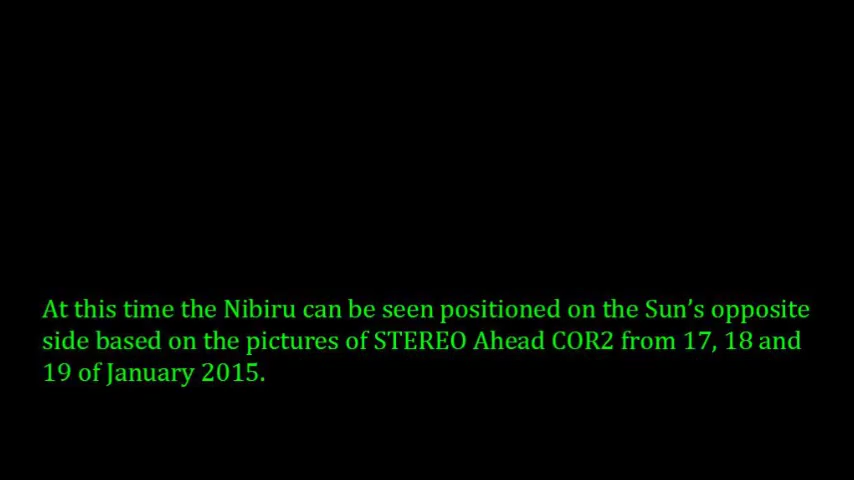 At this time the Nibiru can be seen positioned on the Sun’s opposite
side based on the pictures of STEREO Ahead COR2 from 17, 18 and
19 of January 2015.